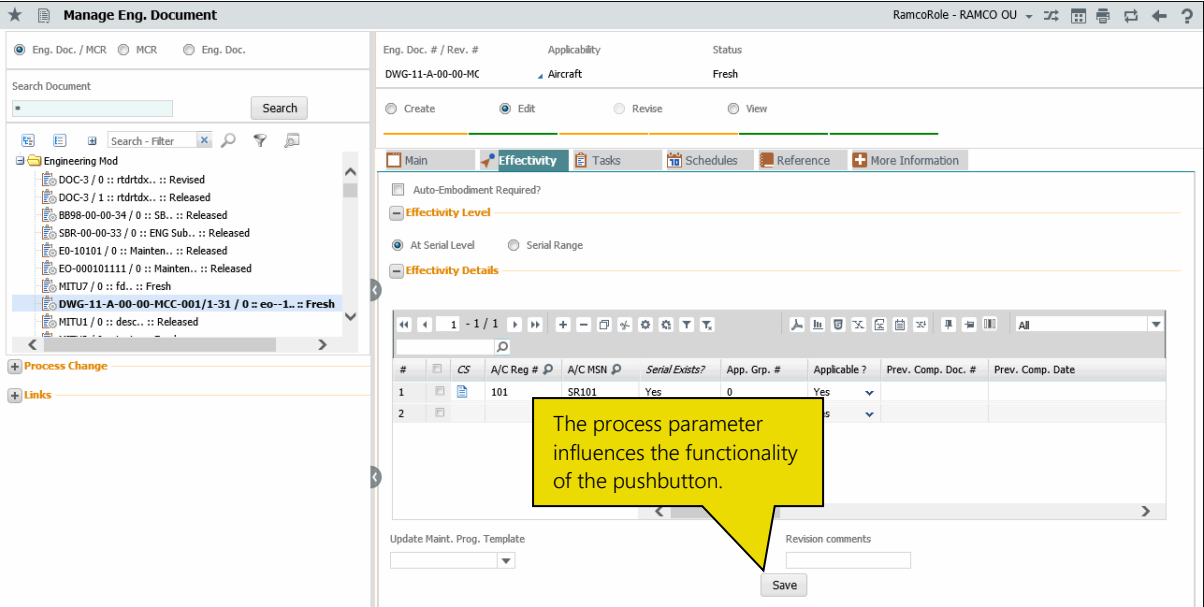 Manage Eng. Document
RamcoRole - RAMCO OU
Eng. Doc. / MCR
MCR
Eng. Doc.
Search Document
*
Search
Search - Filter
Engineering Mod
DOC-3 / 0 :: rtdrtdx.. :: Revised
DOC-3 / 1 :: rtdrtdx.. :: Released
BB98-00-00-34 / 0 :: SB.. :: Released
SBR-00-00-33 / 0 :: ENG Sub.. :: Released
E0-10101 / 0 :: Mainten.. :: Released
EO-000101111 / 0 :: Mainten.. :: Released
MITU7 / 0 :: fd.. :: Fresh
DWG-11-A-00-00-MCC-001/1-31 / 0 :: eo--1.. :: Fresh
MITU1 / 0 :: desc.. :: Released
Process Change
Links
Eng. Doc. # / Rev. #
Applicability
Status
DWG-11-A-00-00-MC
Aircraft
Fresh
Create
Edit
Revise
View
Main
Effectivity
Tasks
Schedules
Reference
More Information
Auto-Embodiment Required?
Effectivity Level
At Serial Level
Serial Range
Effectivity Details
1 - 1 / 1
All
# CS A/C Reg # A/C MSN Serial Exists? App. Grp. # Applicable ? Prev. Comp. Doc. # Prev. Comp. Date
1 101 SR101 Yes 0 Yes
2
The process parameter
influences the functionality
of the pushbutton.
Update Maint. Prog. Template
Revision comments
Save